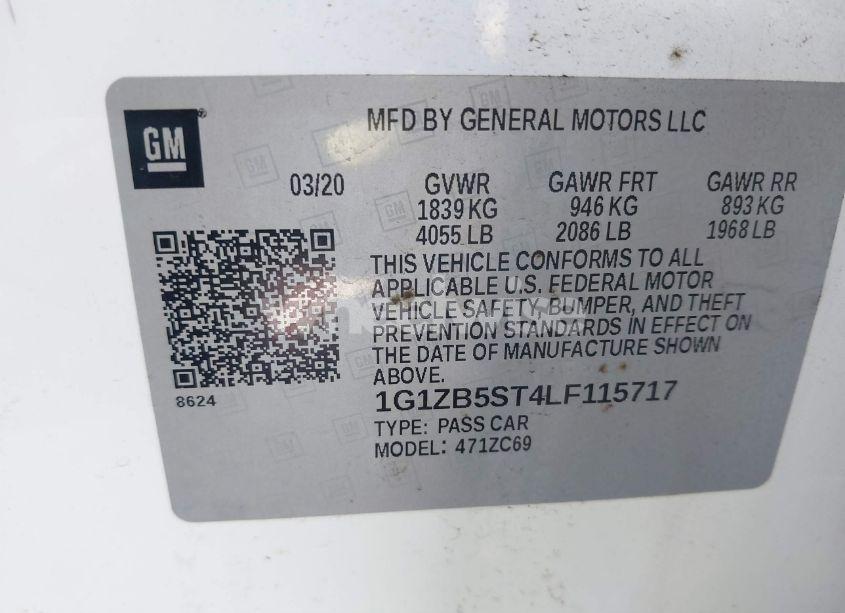 GM
MFD BY GENERAL MOTORS LLC
03/20 GVWR GAWR FRT GAWR RR
1839 KG 946 KG 893 KG
4055 LB 2086 LB 1968 LB
THIS VEHICLE CONFORMS TO ALL
APPLICABLE U.S. FEDERAL MOTOR
VEHICLE SAFETY, BUMPER, AND THEFT
PREVENTION STANDARDS IN EFFECT ON
THE DATE OF MANUFACTURE SHOWN
ABOVE.
8624
1G1ZB5ST4LF115717
TYPE: PASS CAR
MODEL: 471ZC69